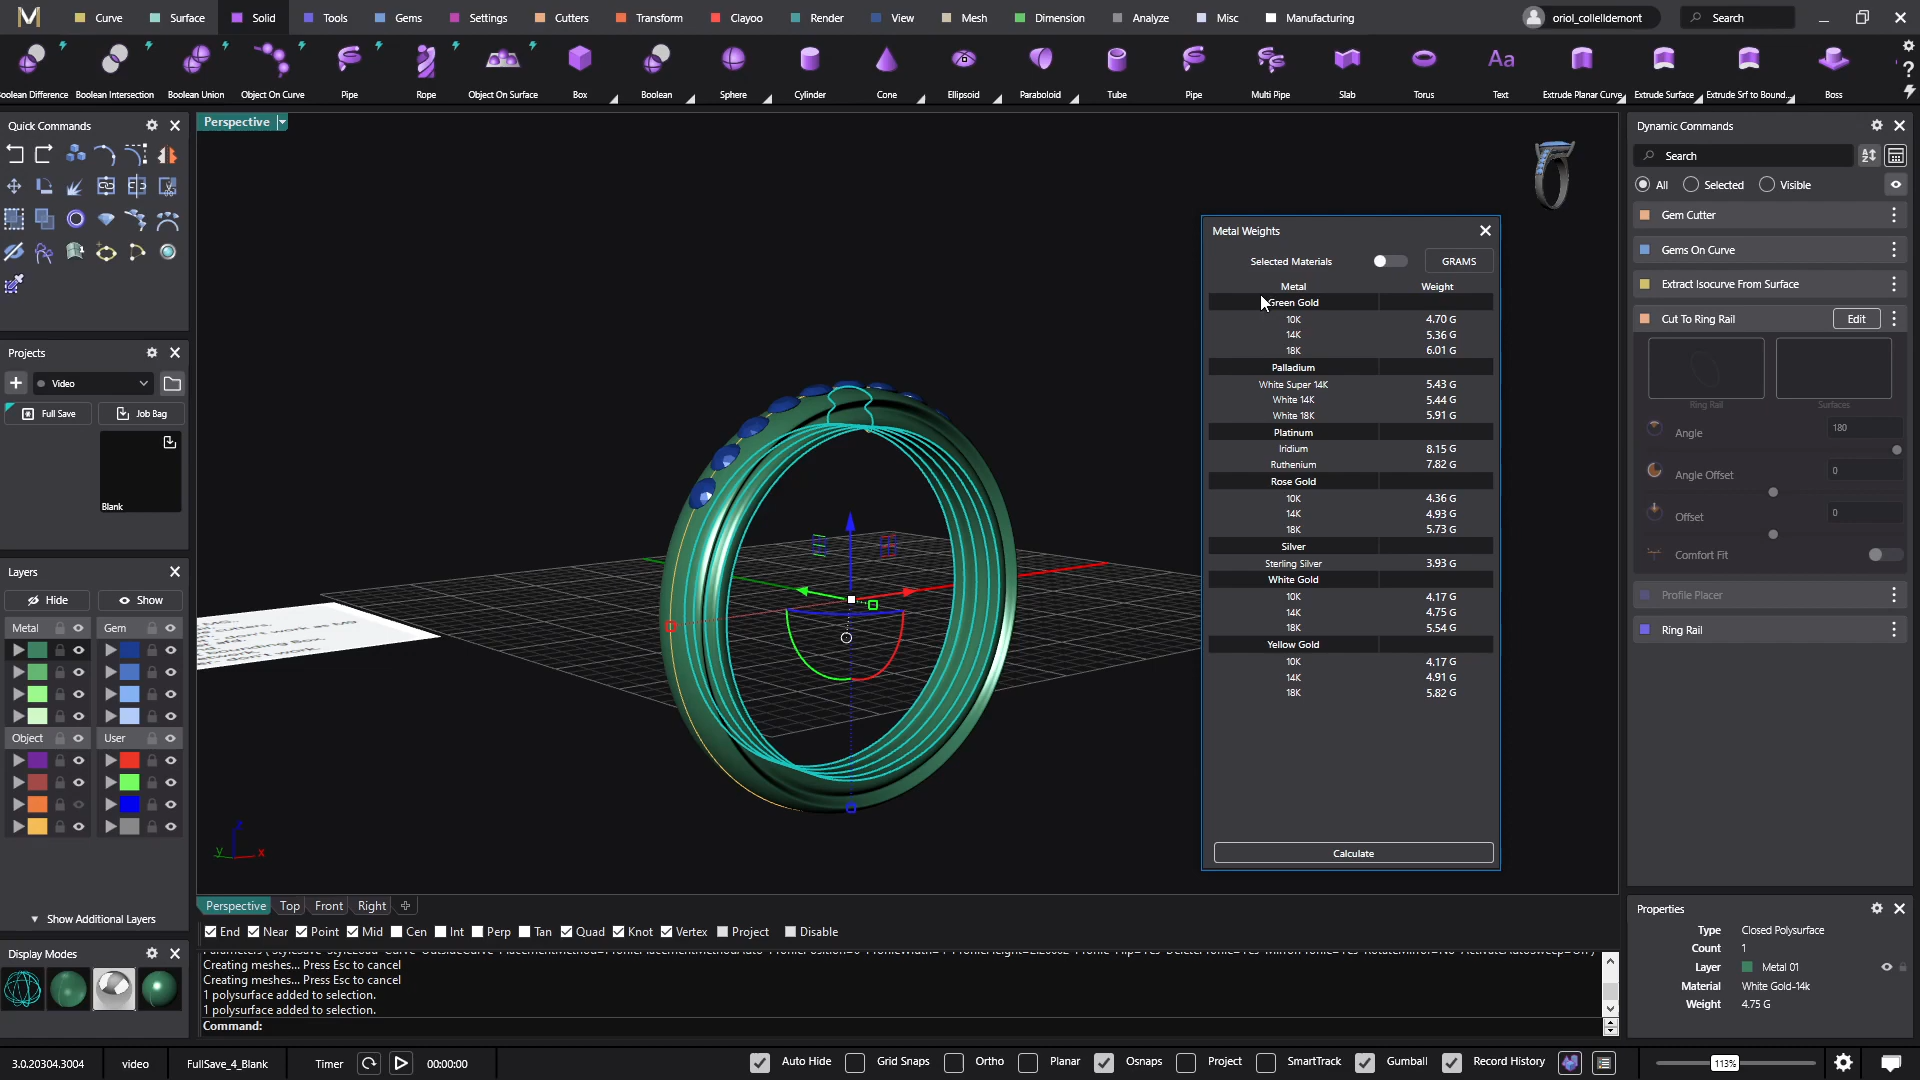 Curve Surface Solid Tools Gems Settings Cutters Transform Clayoo Render View Mesh Dimension Analyze Misc Manufacturing oriol_collelldemont Search
oolean Difference Boolean Intersection Boolean Union Object On Curve Pipe Rope Object On Surface Box Boolean Sphere Cylinder Cone Ellipsoid Paraboloid Tube Pipe Multi Pipe Slab Torus Text Extrude Planar Curve Extrude Surface Extrude Srf to Bound... Boss
Aa
?
Quick Commands
Projects
Video
Full Save Job Bag
Blank
Layers
Hide Show
Metal Gem
Object User
Show Additional Layers
Display Modes
Perspective
z
y x
Metal Weights
Selected Materials GRAMS
Metal Weight
Green Gold
10K 4.70 G
14K 5.36 G
18K 6.01 G
Palladium
White Super 14K 5.43 G
White 14K 5.44 G
White 18K 5.91 G
Platinum
Iridium 8.15 G
Ruthenium 7.82 G
Rose Gold
10K 4.36 G
14K 4.93 G
18K 5.73 G
Silver
Sterling Silver 3.93 G
White Gold
10K 4.17 G
14K 4.75 G
18K 5.54 G
Yellow Gold
10K 4.17 G
14K 4.91 G
18K 5.82 G
Calculate
Dynamic Commands
Search
All Selected Visible
Gem Cutter
Gems On Curve
Extract Isocurve From Surface
Cut To Ring Rail Edit
Ring Rail Surfaces
Angle 180
Angle Offset 0
Offset 0
Comfort Fit
Profile Placer
Ring Rail
Perspective Top Front Right
End Near Point Mid Cen Int Perp Tan Quad Knot Vertex Project Disable
Creating meshes... Press Esc to cancel
Creating meshes... Press Esc to cancel
1 polysurface added to selection.
1 polysurface added to selection.
Command:
Properties
Type Closed Polysurface
Count 1
Layer Metal 01
Material White Gold-14k
Weight 4.75 G
3.0.20304.3004 video FullSave_4_Blank Timer 00:00:00 Auto Hide Grid Snaps Ortho Planar Osnaps Project SmartTrack Gumball Record History 113%